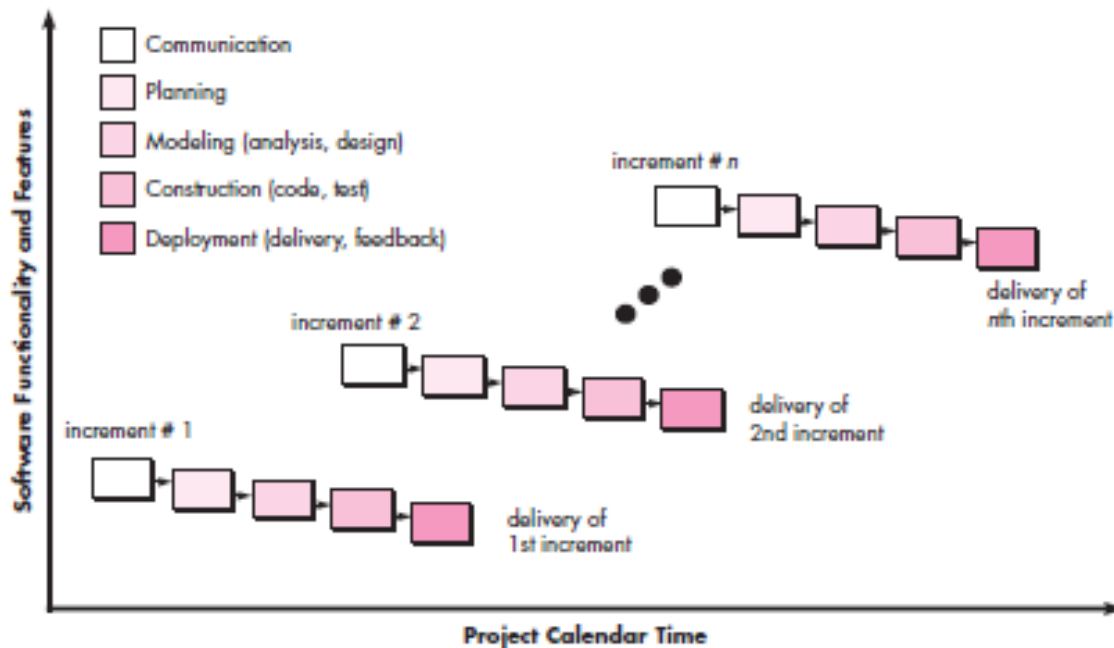 Software Functionality and Features
Communication
Planning
Modeling (analysis, design)
Construction (code, test)
Deployment (delivery, feedback)
increment # n
delivery of
nth increment
increment # 2
delivery of
2nd increment
increment # 1
delivery of
1st increment
Project Calendar Time